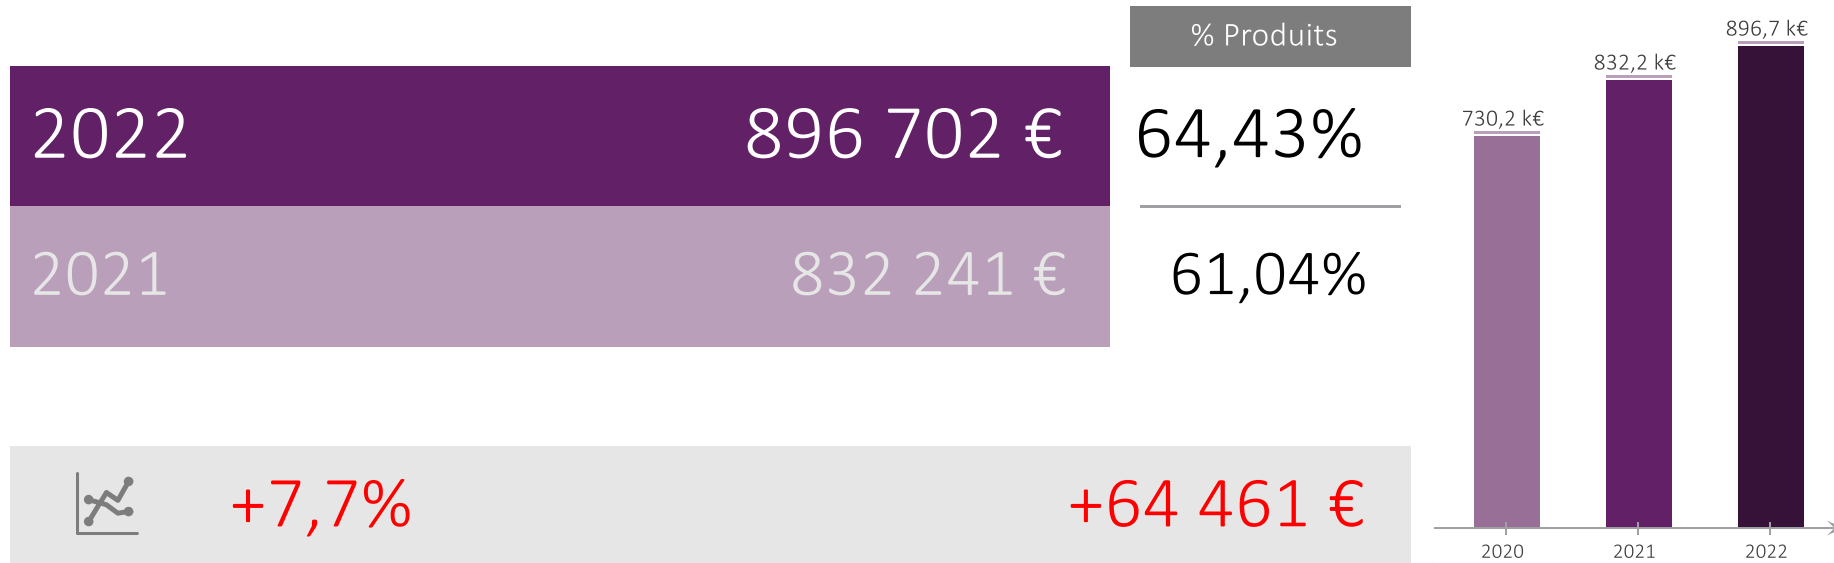 % Produits
2022 896 702 € 64,43%
2021 832 241 € 61,04%
+7,7% +64 461 €
896,7 k€
832,2 k€
730,2 k€
2020 2021 2022